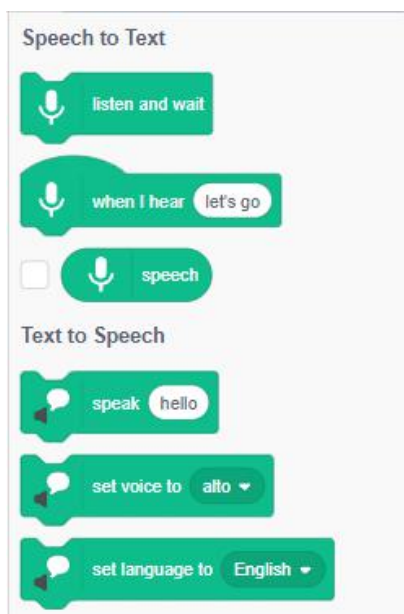 Speech to Text
listen and wait
when I hear let's go
speech
Text to Speech
speak hello
set voice to alto
set language to English